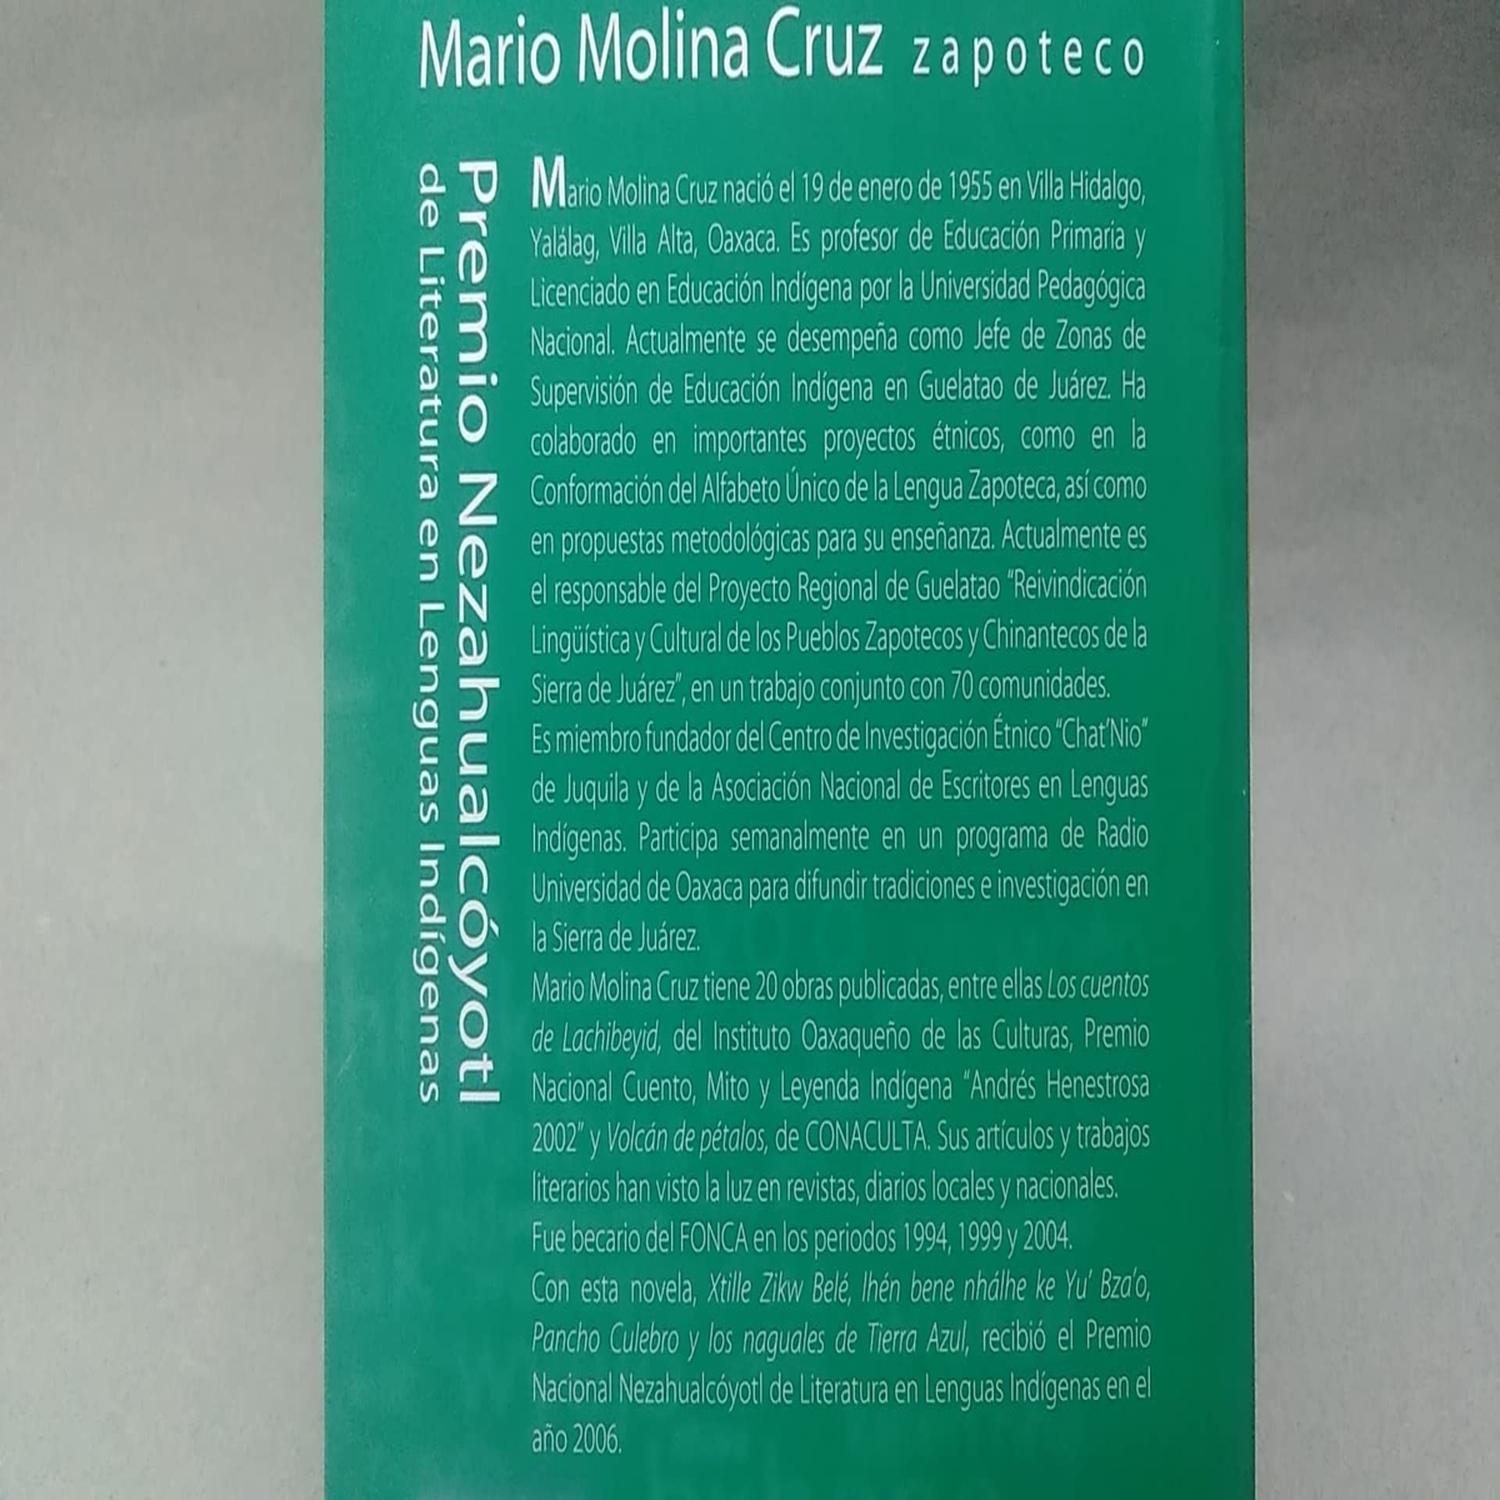 Mario Molina Cruz zapoteco
Premio Nezahualcóyotl
de Literatura en Lenguas Indígenas
Mario Molina Cruz nació el 19 de enero de 1955 en Villa Hidalgo,
Yalálag, Villa Alta, Oaxaca. Es profesor de Educación Primaria y
Licenciado en Educación Indígena por la Universidad Pedagógica
Nacional. Actualmente se desempeña como Jefe de Zonas de
Supervisión de Educación Indígena en Guelatao de Juárez. Ha
colaborado en importantes proyectos étnicos, como en la
Conformación del Alfabeto Único de la Lengua Zapoteca, así como
en propuestas metodológicas para su enseñanza. Actualmente es
el responsable del Proyecto Regional de Guelatao "Reivindicación
Lingüística y Cultural de los Pueblos Zapotecos y Chinantecos de la
Sierra de Juárez", en un trabajo conjunto con 70 comunidades.
Es miembro fundador del Centro de Investigación Étnico "Chat'Nio"
de Juquila y de la Asociación Nacional de Escritores en Lenguas
Indígenas. Participa semanalmente en un programa de Radio
Universidad de Oaxaca para difundir tradiciones e investigación en
la Sierra de Juárez.
Mario Molina Cruz tiene 20 obras publicadas, entre ellas Los cuentos
de Lachibeyid, del Instituto Oaxaqueño de las Culturas, Premio
Nacional Cuento, Mito y Leyenda Indígena "Andrés Henestrosa
2002" y Volcán de pétalos, de CONACULTA. Sus artículos y trabajos
literarios han visto la luz en revistas, diarios locales y nacionales.
Fue becario del FONCA en los periodos 1994, 1999 y 2004.
Con esta novela, Xtille Zikw Belé, Ihén bene nhálhe ke Yu' Bza'o,
Pancho Culebro y los naguales de Tierra Azul, recibió el Premio
Nacional Nezahualcóyotl de Literatura en Lenguas Indígenas en el
año 2006.